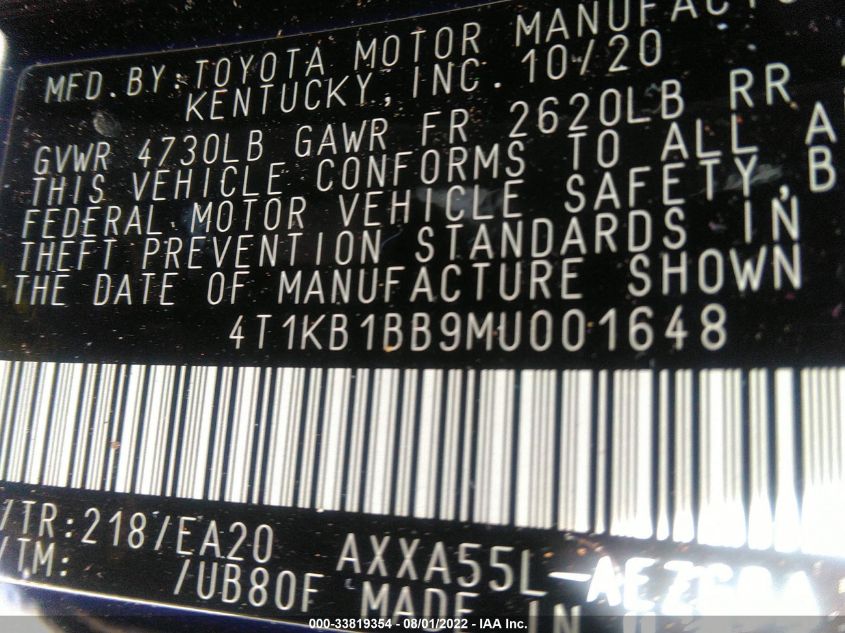 MFD. BY: TOYOTA MOTOR MANUFACTU
KENTUCKY, INC. 10/20
GVWR 4730LB GAWR FR 2620LB RR
THIS VEHICLE CONFORMS TO ALL A
FEDERAL MOTOR VEHICLE SAFETY, B
THEFT PREVENTION STANDARDS IN
THE DATE OF MANUFACTURE SHOWN
4T1KB1BB9MU001648
/TR: 218/EA20 AXXA55L-AEZGBA
/TM: /UB80F MADE IN
000-33819354 - 08/01/2022 - IAA Inc.